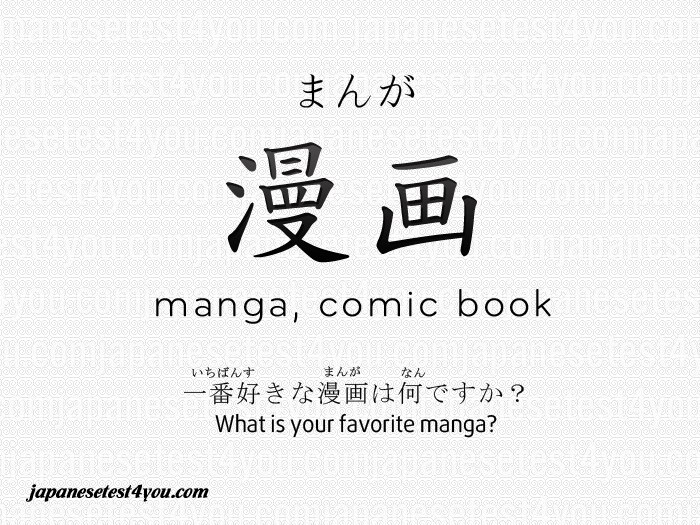 まんが
漫画
manga, comic book
いちばんす まんが なん
一番好きな漫画は何ですか？
What is your favorite manga?
japanesetest4you.com